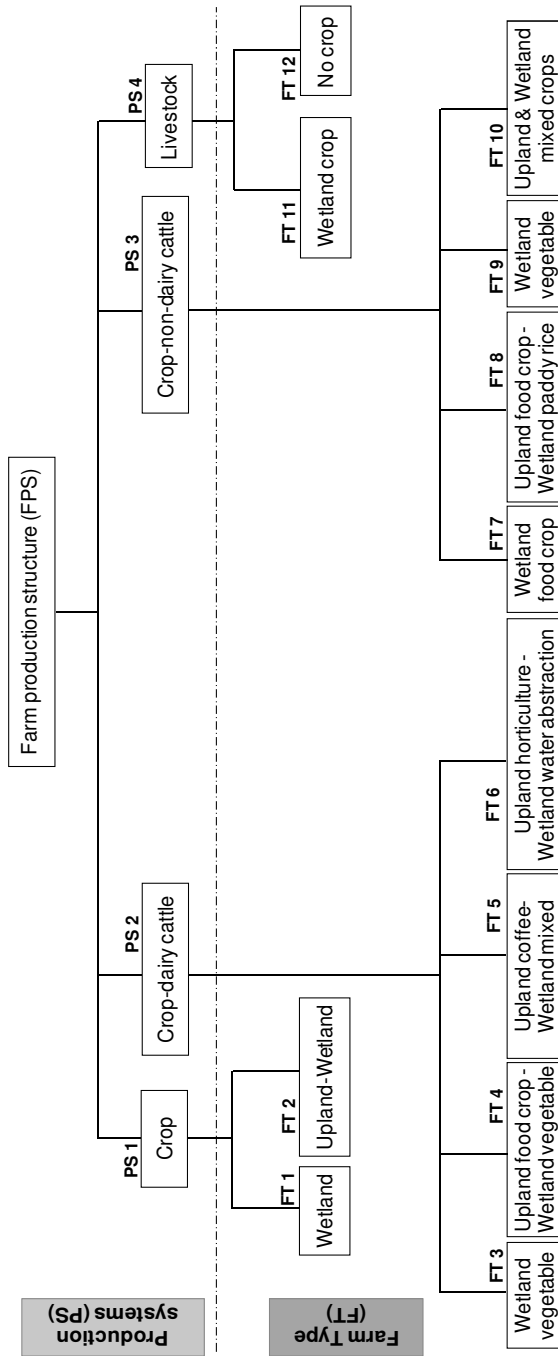 Farm production structure (FPS)
Production
systems (PS)
PS 1
Crop
PS 2
Crop-dairy cattle
PS 3
Crop-non-dairy cattle
PS 4
Livestock
Farm Type
(FT)
FT 1
Wetland
FT 2
Upland-Wetland
FT 11
Wetland crop
FT 12
No crop
FT 3
Wetland
vegetable
FT 4
Upland food crop -
Wetland vegetable
FT 5
Upland coffee-
Wetland mixed
FT 6
Upland horticulture -
Wetland water abstraction
FT 7
Wetland
food crop
FT 8
Upland food crop -
Wetland paddy rice
FT 9
Wetland
vegetable
FT 10
Upland & Wetland
mixed crops